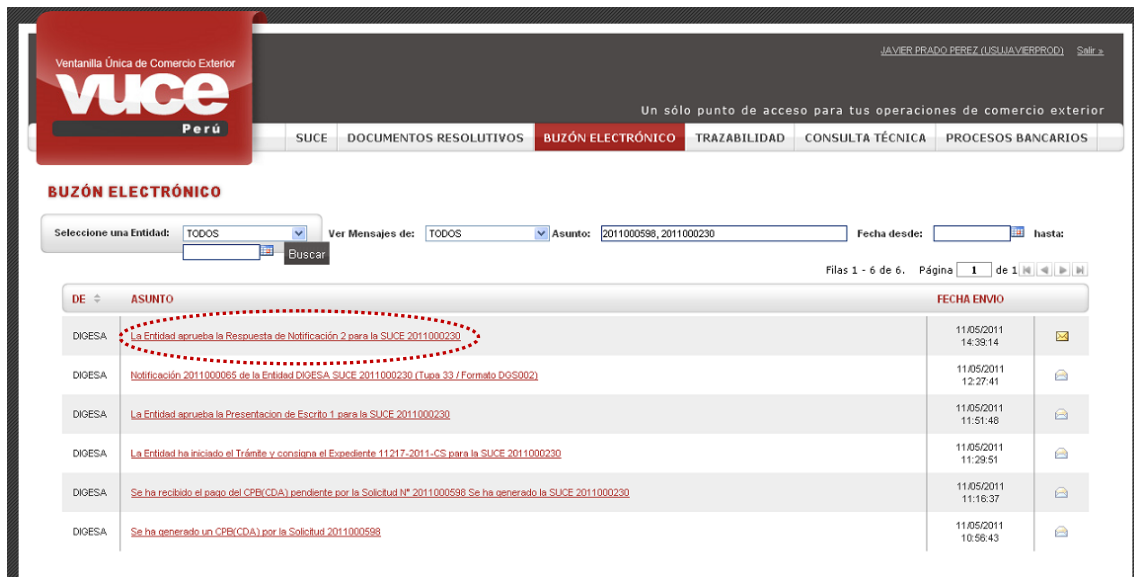 JAVIER PRADO PEREZ (USUJAVIERPROD) Salir »
Ventanilla Única de Comercio Exterior
vuce
Perú
Un sólo punto de acceso para tus operaciones de comercio exterior
SUCE DOCUMENTOS RESOLUTIVOS BUZÓN ELECTRÓNICO TRAZABILIDAD CONSULTA TÉCNICA PROCESOS BANCARIOS
BUZÓN ELECTRÓNICO
Seleccione una Entidad: TODOS Ver Mensajes de: TODOS Asunto: 2011000598, 2011000230 Fecha desde: hasta:
Buscar
Filas 1 - 6 de 6. Página 1 de 1
DE ASUNTO FECHA ENVIO
DIGESA La Entidad aprueba la Respuesta de Notificación 2 para la SUCE 2011000230 11/05/2011
14:39:14
DIGESA Notificación 2011000065 de la Entidad DIGESA SUCE 2011000230 (Tupa 33 / Formato DGS002) 11/05/2011
12:27:41
DIGESA La Entidad aprueba la Presentacion de Escrito 1 para la SUCE 2011000230 11/05/2011
11:51:48
DIGESA La Entidad ha iniciado el Trámite y consigna el Expediente 11217-2011-CS para la SUCE 2011000230 11/05/2011
11:29:51
DIGESA Se ha recibido el pago del CPB(CDA) pendiente por la Solicitud N° 2011000598 Se ha generado la SUCE 2011000230 11/05/2011
11:16:37
DIGESA Se ha generado un CPB(CDA) por la Solicitud 2011000598 11/05/2011
10:56:43